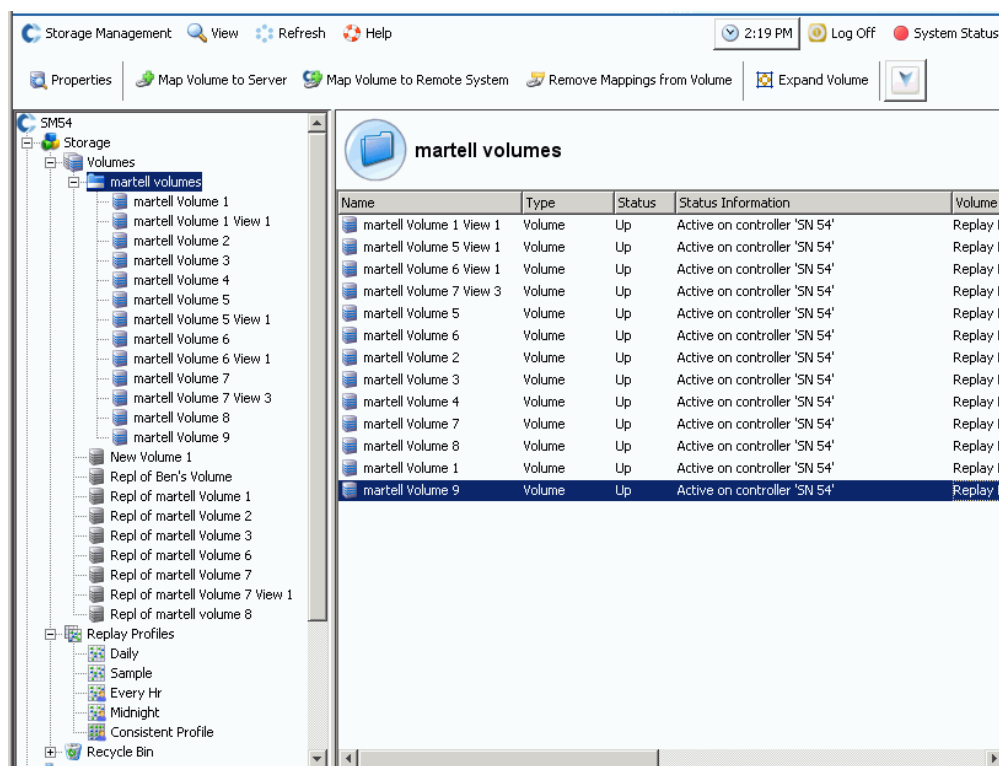 Storage Management View Refresh Help 2:19 PM Log Off System Status
Properties Map Volume to Server Map Volume to Remote System Remove Mappings from Volume Expand Volume
SM54
Storage
Volumes
martell volumes
martell Volume 1
martell Volume 1 View 1
martell Volume 2
martell Volume 3
martell Volume 4
martell Volume 5
martell Volume 5 View 1
martell Volume 6
martell Volume 6 View 1
martell Volume 7
martell Volume 7 View 3
martell Volume 8
martell Volume 9
New Volume 1
Repl of Ben's Volume
Repl of martell Volume 1
Repl of martell Volume 2
Repl of martell Volume 3
Repl of martell Volume 6
Repl of martell Volume 7
Repl of martell Volume 7 View 1
Repl of martell volume 8
Replay Profiles
Daily
Sample
Every Hr
Midnight
Consistent Profile
Recycle Bin
martell volumes
Name Type Status Status Information Volume
martell Volume 1 View 1 Volume Up Active on controller 'SN 54' Replay
martell Volume 5 View 1 Volume Up Active on controller 'SN 54' Replay
martell Volume 6 View 1 Volume Up Active on controller 'SN 54' Replay
martell Volume 7 View 3 Volume Up Active on controller 'SN 54' Replay
martell Volume 5 Volume Up Active on controller 'SN 54' Replay
martell Volume 6 Volume Up Active on controller 'SN 54' Replay
martell Volume 2 Volume Up Active on controller 'SN 54' Replay
martell Volume 3 Volume Up Active on controller 'SN 54' Replay
martell Volume 4 Volume Up Active on controller 'SN 54' Replay
martell Volume 7 Volume Up Active on controller 'SN 54' Replay
martell Volume 8 Volume Up Active on controller 'SN 54' Replay
martell Volume 1 Volume Up Active on controller 'SN 54' Replay
martell Volume 9 Volume Up Active on controller 'SN 54' Replay